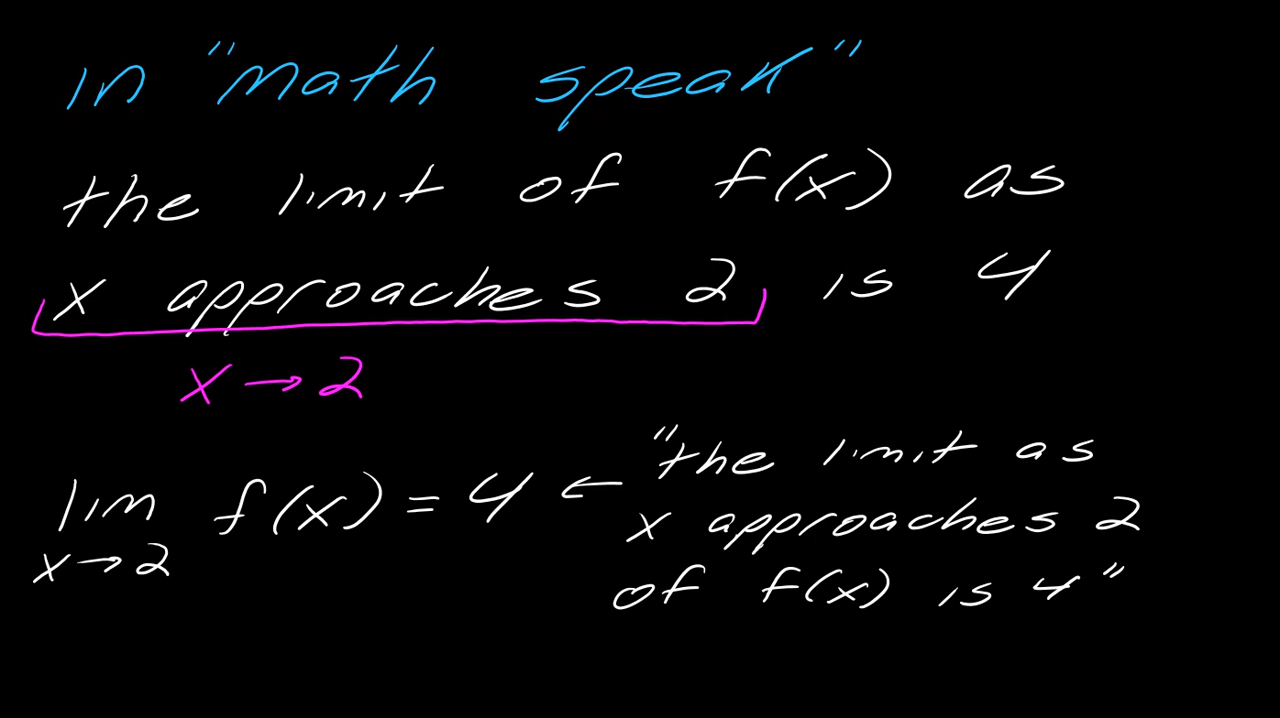 in "math speak"
the limit of f(x) as
x approaches 2 is 4
x → 2
lim f(x) = 4 ← "the limit as
x → 2
x approaches 2
of f(x) is 4"